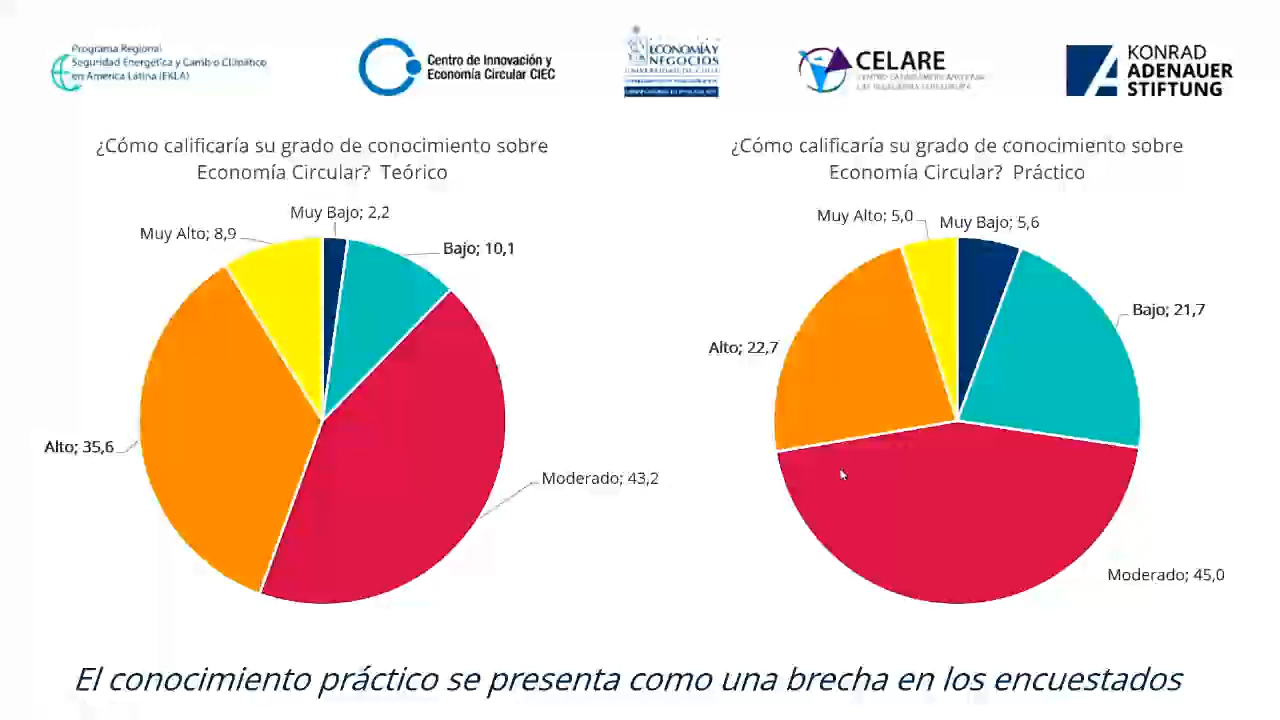 Programa Regional
Seguridad Energética y Cambio Climático
en América Latina (EKLA)
Centro de Innovación y
Economía Circular CIEC
ECONOMÍA Y
NEGOCIOS
UNIVERSIDAD DE CHILE
CELARE
KONRAD
ADENAUER
STIFTUNG
¿Cómo calificaría su grado de conocimiento sobre
Economía Circular? Teórico
Muy Bajo; 2,2
Muy Alto; 8,9
Bajo; 10,1
Alto; 35,6
Moderado; 43,2
¿Cómo calificaría su grado de conocimiento sobre
Economía Circular? Práctico
Muy Alto; 5,0
Muy Bajo; 5,6
Bajo; 21,7
Alto; 22,7
Moderado; 45,0
El conocimiento práctico se presenta como una brecha en los encuestados